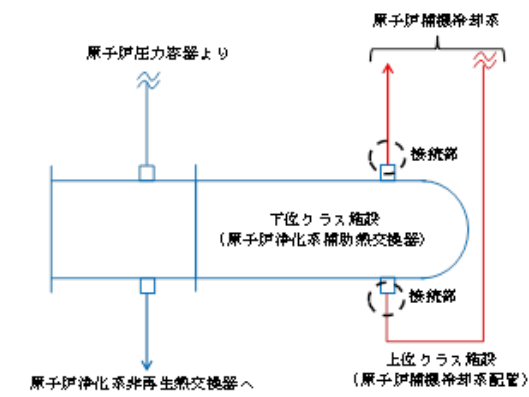 原子炉補機冷却系
原子炉圧力容器より
接続部
下位クラス施設
（原子炉浄化系補助熱交換器）
接続部
上位クラス施設
（原子炉補機冷却系配管）
原子炉浄化系非再生熱交換器へ